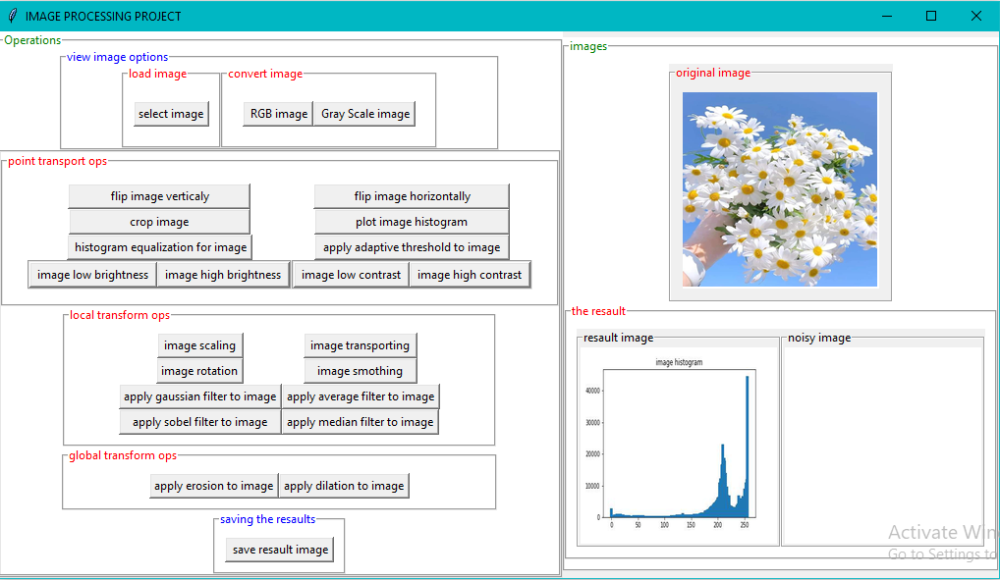 IMAGE PROCESSING PROJECT
Operations
view image options
load image
convert image
select image
RGB image
Gray Scale image
point transport ops
flip image verticaly
flip image horizontally
crop image
plot image histogram
histogram equalization for image
apply adaptive threshold to image
image low brightness
image high brightness
image low contrast
image high contrast
local transform ops
image scaling
image transporting
image rotation
image smothing
apply gaussian filter to image
apply average filter to image
apply sobel filter to image
apply median filter to image
global transform ops
apply erosion to image
apply dilation to image
saving the resaults
save resault image
images
original image
the resault
resault image
noisy image
image histogram
40000
30000
20000
10000
0
0 50 100 150 200 250
Activate Win
Go to Settings to